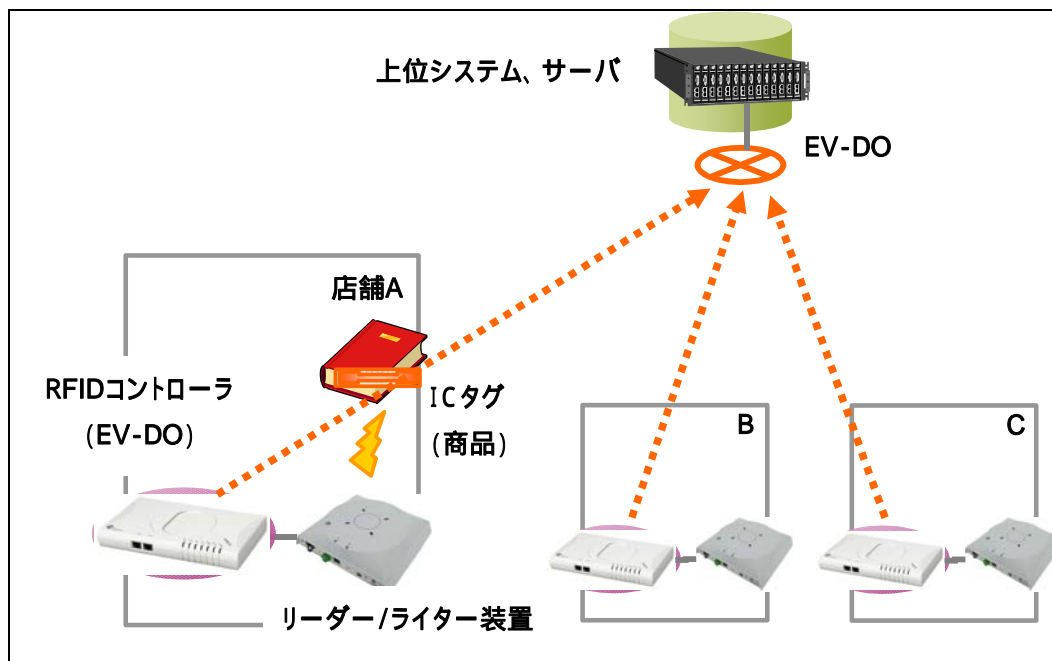 上位システム、サーバ
EV-DO
店舗A
RFIDコントローラ
(EV-DO)
ICタグ
(商品)
B
C
リーダー/ライター装置